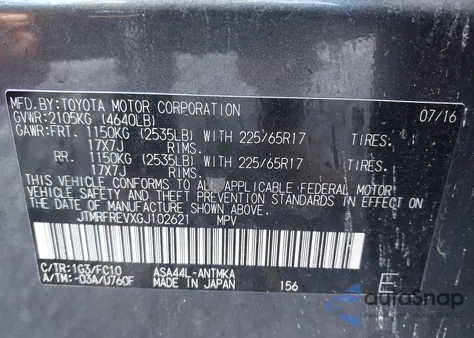 MFD.BY:TOYOTA MOTOR CORPORATION 07/16
GVWR:2105KG (4640LB)
GAWR:FRT. 1150KG (2535LB) WITH 225/65R17 TIRES.
17X7J RIMS.
RR. 1150KG (2535LB) WITH 225/65R17 TIRES.
17X7J RIMS.
THIS VEHICLE CONFORMS TO ALL APPLICABLE FEDERAL MOTOR
VEHICLE SAFETY AND THEFT PREVENTION STANDARDS IN EFFECT ON
THE DATE OF MANUFACTURE SHOWN ABOVE.
JTMRFREVXGJ102621 MPV
C/TR:1G3/FC10 ASA44L-ANTMKA
A/TM:-03A/U760F MADE IN JAPAN 156 E
autaSnap